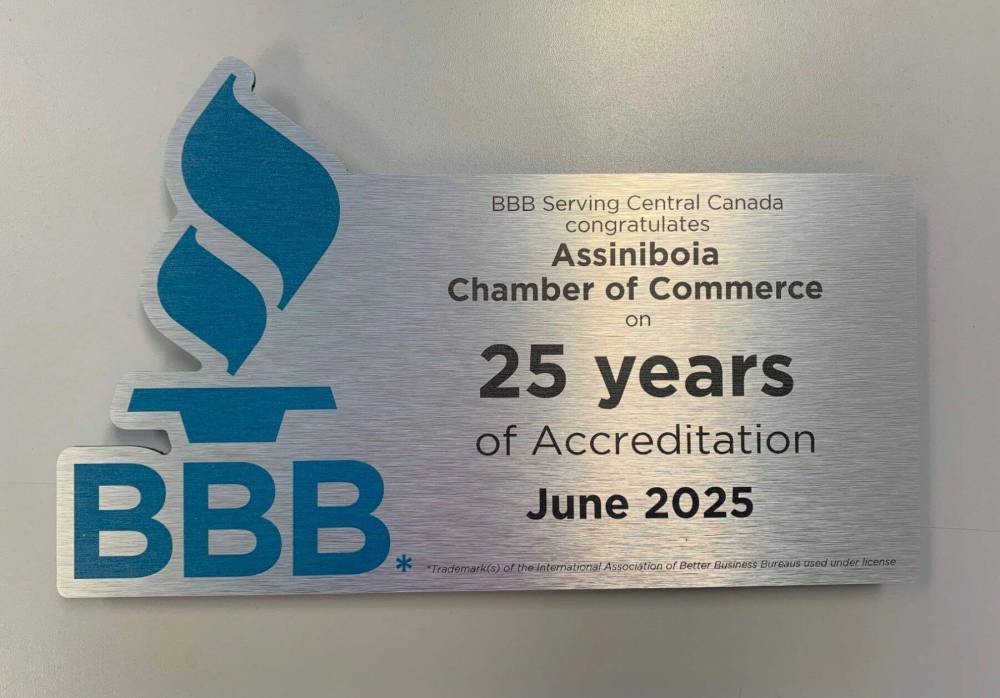 BBB Serving Central Canada
congratulates
Assiniboia
Chamber of Commerce
on
25 years
of Accreditation
June 2025
BBB.*
*Trademark(s) of the International Association of Better Business Bureaus used under license